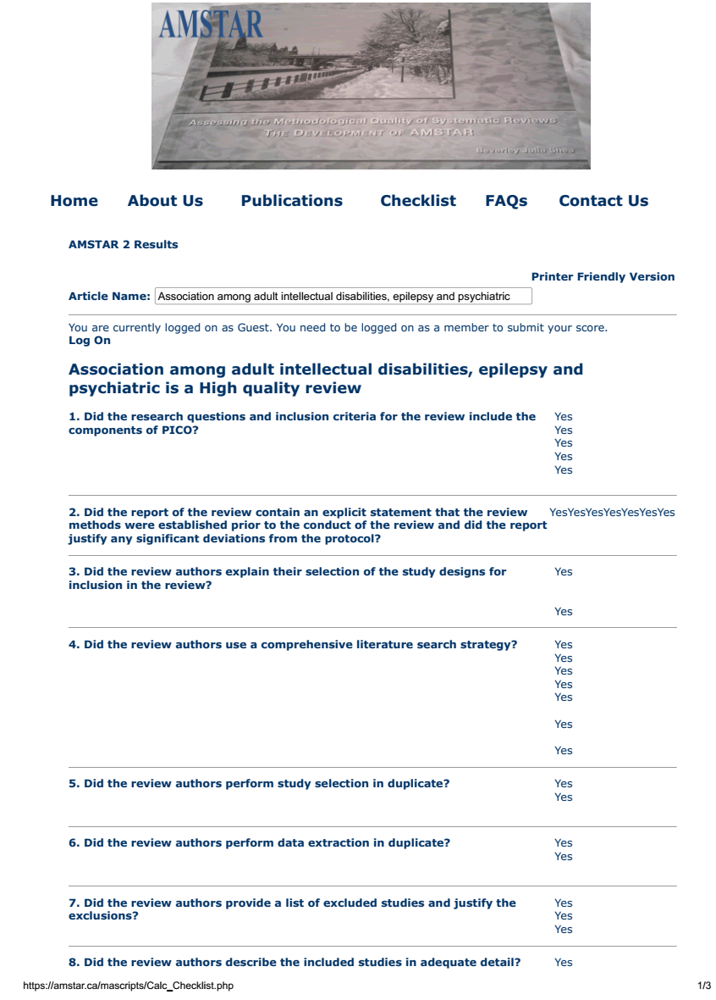 AMSTAR
Assessing the Methodological Quality of Systematic Reviews
THE DEVELOPMENT OF AMSTAR
Beverley Julia Shea
Home About Us Publications Checklist FAQs Contact Us
AMSTAR 2 Results
Printer Friendly Version
Article Name: Association among adult intellectual disabilities, epilepsy and psychiatric
You are currently logged on as Guest. You need to be logged on as a member to submit your score.
Log On
Association among adult intellectual disabilities, epilepsy and
psychiatric is a High quality review
1. Did the research questions and inclusion criteria for the review include the Yes
components of PICO? Yes
Yes
Yes
Yes
2. Did the report of the review contain an explicit statement that the review YesYesYesYesYesYesYes
methods were established prior to the conduct of the review and did the report
justify any significant deviations from the protocol?
3. Did the review authors explain their selection of the study designs for Yes
inclusion in the review?
Yes
4. Did the review authors use a comprehensive literature search strategy? Yes
Yes
Yes
Yes
Yes
Yes
Yes
5. Did the review authors perform study selection in duplicate? Yes
Yes
6. Did the review authors perform data extraction in duplicate? Yes
Yes
7. Did the review authors provide a list of excluded studies and justify the Yes
exclusions? Yes
Yes
8. Did the review authors describe the included studies in adequate detail? Yes
https://amstar.ca/mascripts/Calc_Checklist.php 1/3